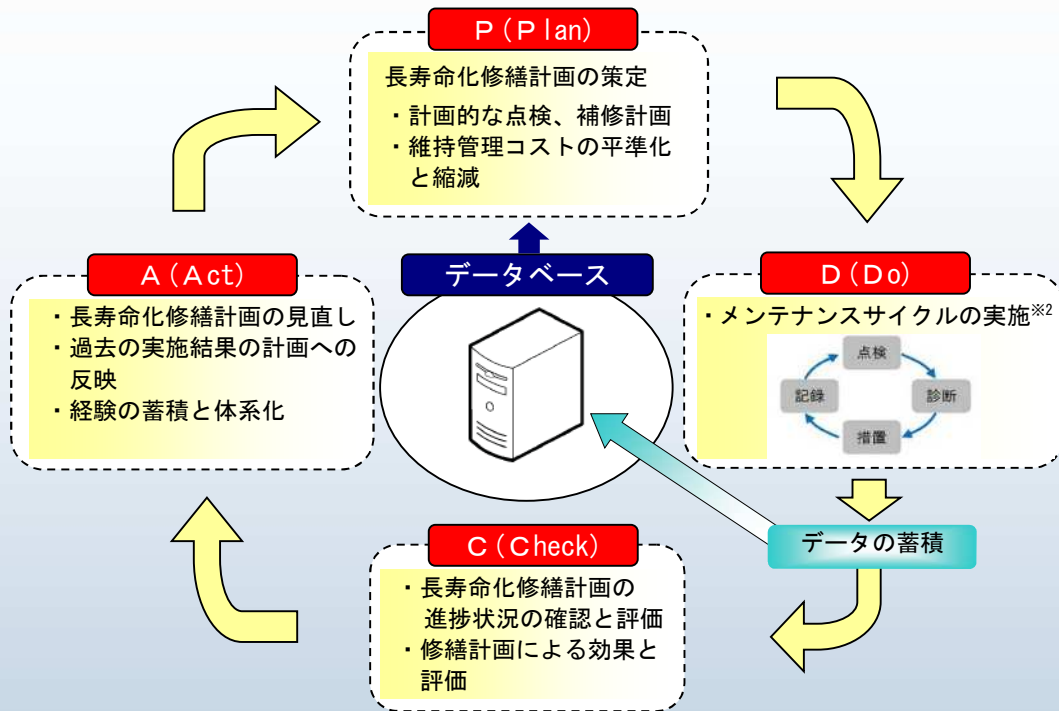 P(Plan)
長寿命化修繕計画の策定
・計画的な点検、補修計画
・維持管理コストの平準化
と縮減
データベース
A(Act)
・長寿命化修繕計画の見直し
・過去の実施結果の計画への
反映
・経験の蓄積と体系化
D(Do)
・メンテナンスサイクルの実施※2
点検
記録
診断
措置
データの蓄積
C(Check)
・長寿命化修繕計画の
進捗状況の確認と評価
・修繕計画による効果と
評価